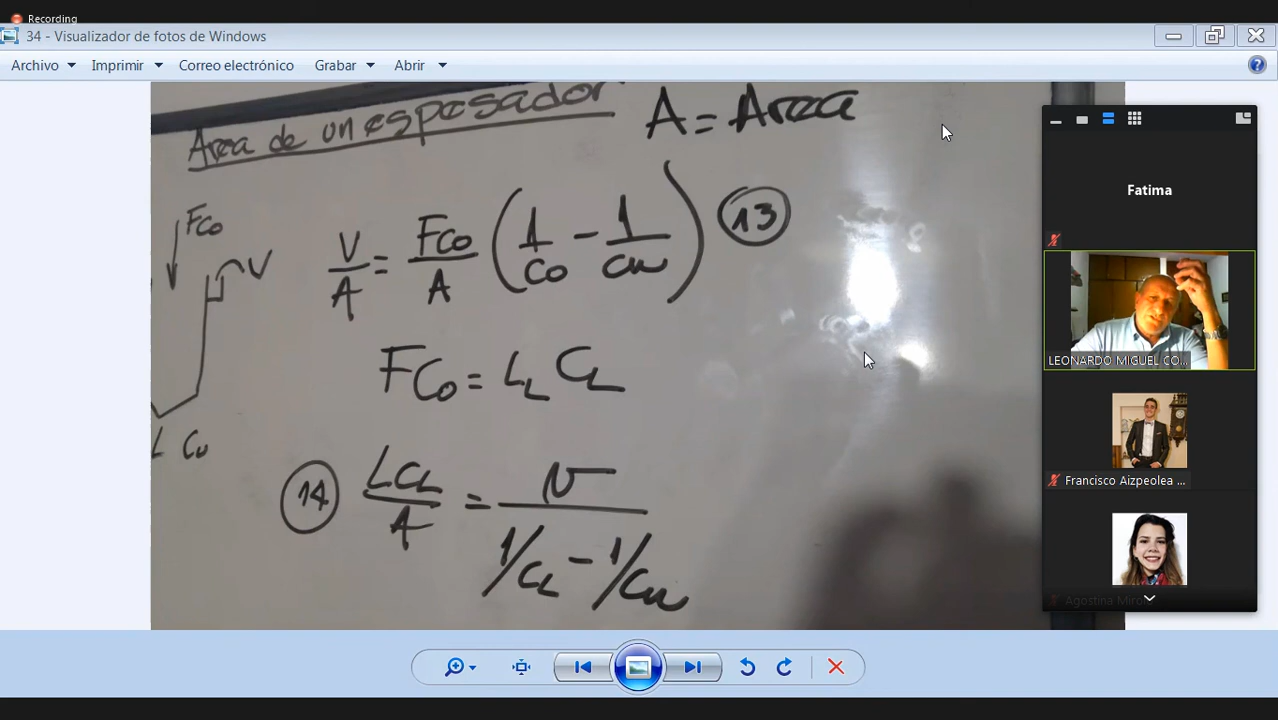 Recording
34 - Visualizador de fotos de Windows
Archivo Imprimir Correo electrónico Grabar Abrir
Area de un espesador
A = Area
FCo
V
V/A = FCo/A (1/Co - 1/Cu) 13
FCo = LL CL
L Cu
14 LCL/A = v / (1/CL - 1/Cu)
Fatima
LEONARDO MIGUEL CO...
Francisco Aizpeolea ...
Agostina Mirolo